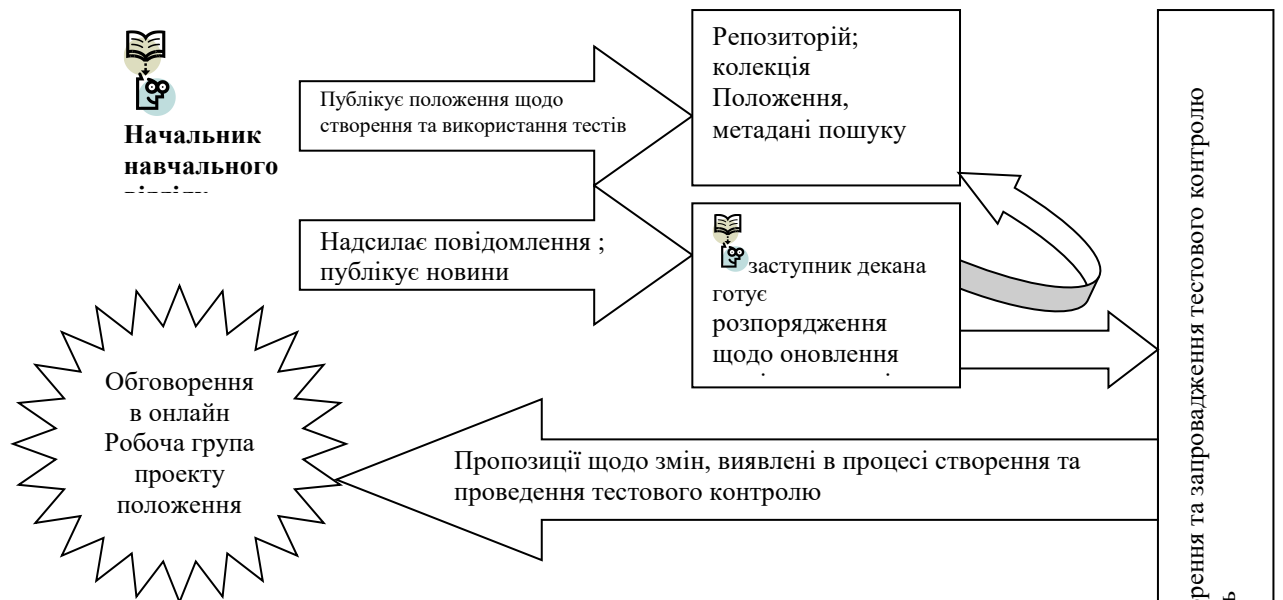 Начальник
навчального
Публікує положення щодо
створення та використання тестів
Репозиторій;
колекція
Положення,
метадані пошуку
Надсилає повідомлення ;
публікує новини
заступник декана
готує
розпорядження
щодо оновлення
Обговорення
в онлайн
Робоча група
проекту
положення
Пропозиції щодо змін, виявлені в процесі створення та
проведення тестового контролю
та запровадження тестового контролю